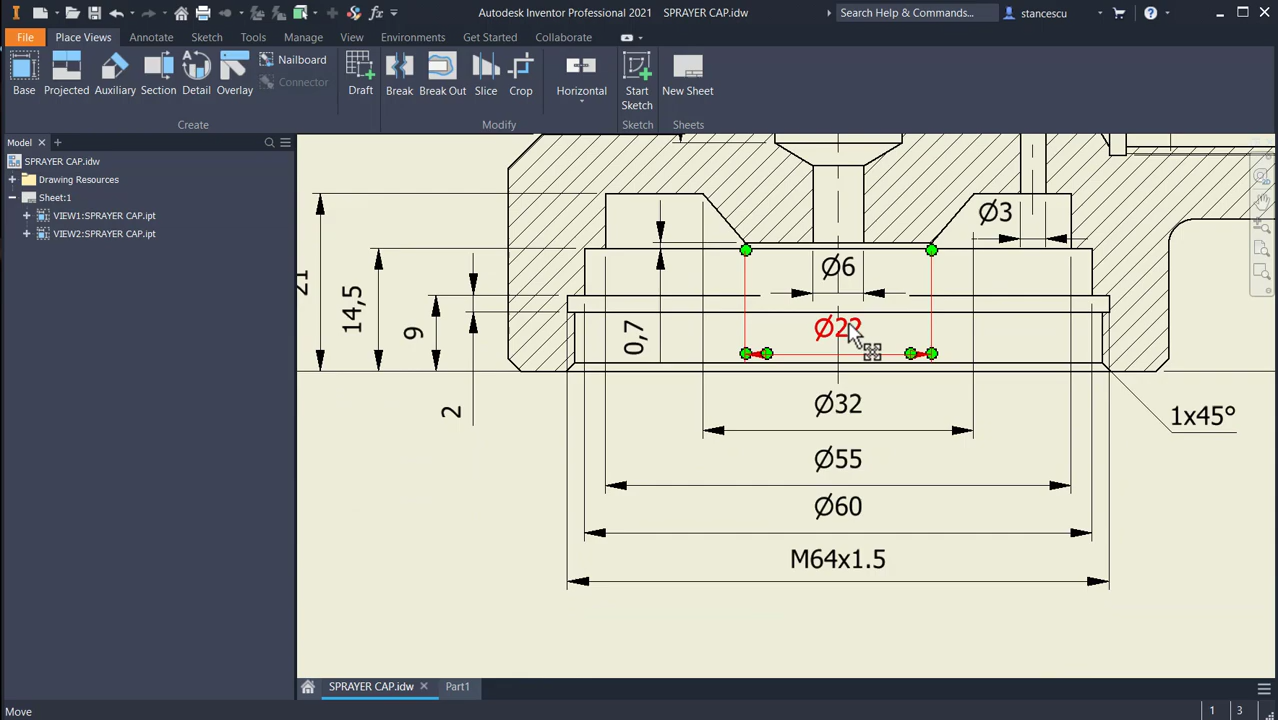 fx
Autodesk Inventor Professional 2021 SPRAYER CAP.idw
Search Help & Commands...
stancescu
File Place Views Annotate Sketch Tools Manage View Environments Get Started Collaborate
Base
Projected
Auxiliary
Section
Detail
Overlay
Nailboard
Connector
Draft
Break
Break Out
Slice
Crop
Horizontal
Start
Sketch
New Sheet
Create
Modify
Sketch
Sheets
Model
SPRAYER CAP.idw
Drawing Resources
Sheet:1
VIEW1:SPRAYER CAP.ipt
VIEW2:SPRAYER CAP.ipt
Ø3
Ø6
21
14,5
9
2
0,7
Ø22
Ø32
1x45°
Ø55
Ø60
M64x1.5
SPRAYER CAP.idw Part1
Move
1 3